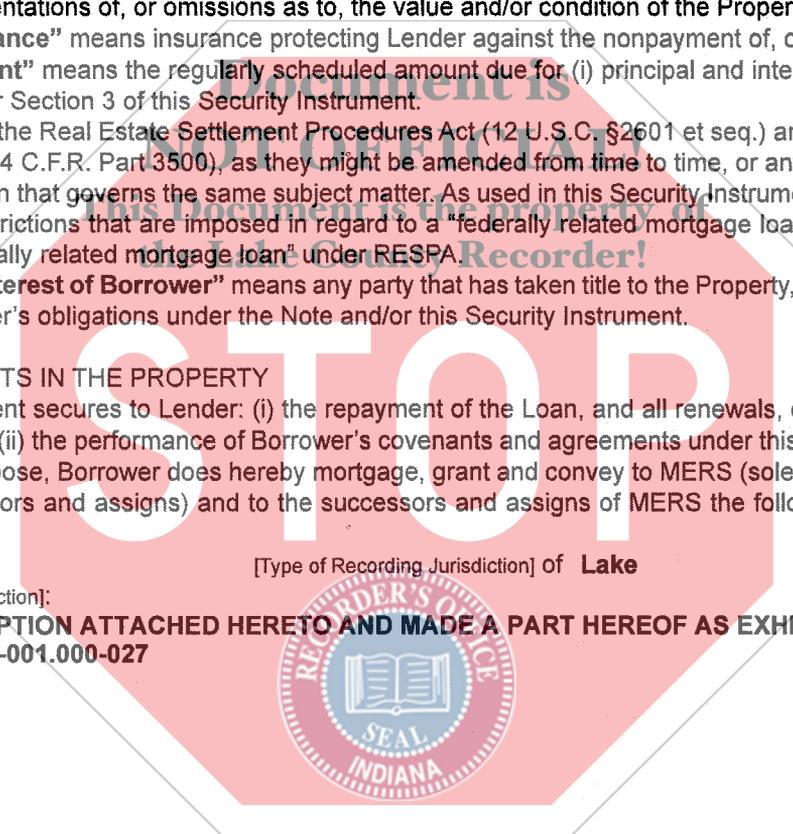 ntations of, or omissions as to, the value and/or condition of the Proper
ance” means insurance protecting Lender against the nonpayment of, o
nt” means the regularly scheduled amount due for (i) principal and inte
r Section 3 of this Security Instrument.
the Real Estate Settlement Procedures Act (12 U.S.C. §2601 et seq.) an
4 C.F.R. Part 3500), as they might be amended from time to time, or an
n that governs the same subject matter. As used in this Security Instrume
rictions that are imposed in regard to a “federally related mortgage loa
ally related mortgage loan” under RESPA.
erest of Borrower” means any party that has taken title to the Property,
er’s obligations under the Note and/or this Security Instrument.
TS IN THE PROPERTY
ent secures to Lender: (i) the repayment of the Loan, and all renewals, e
(ii) the performance of Borrower’s covenants and agreements under this
pose, Borrower does hereby mortgage, grant and convey to MERS (sole
ors and assigns) and to the successors and assigns of MERS the follo
[Type of Recording Jurisdiction] of Lake
ction]:
PTION ATTACHED HERETO AND MADE A PART HEREOF AS EXHI
-001.000-027
Document is
NOT OFFICIAL!
This Document is the property of
the Lake County Recorder!
STOP
RECORDER'S OFFICE
SEAL
INDIANA